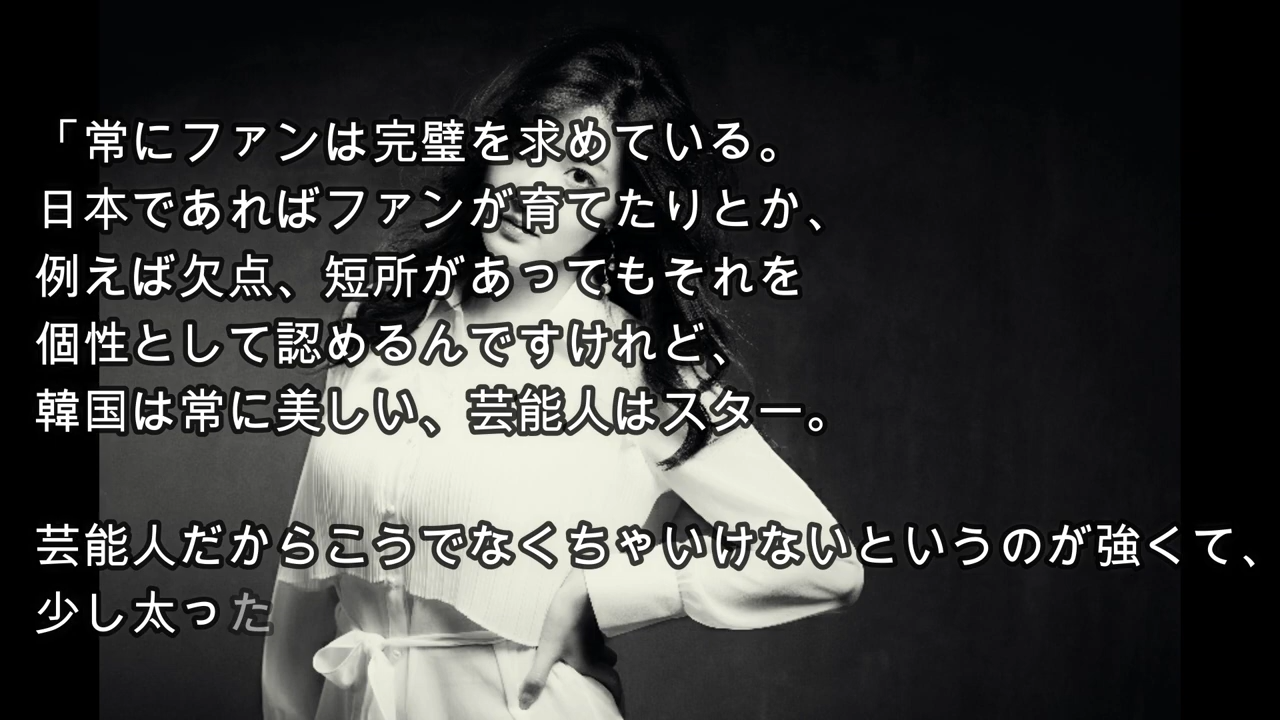 「常にファンは完璧を求めている。
日本であればファンが育てたりとか、
例えば欠点、短所があってもそれを
個性として認めるんですけれど、
韓国は常に美しい、芸能人はスター。
芸能人だからこうでなくちゃいけないというのが強くて、
少し太った